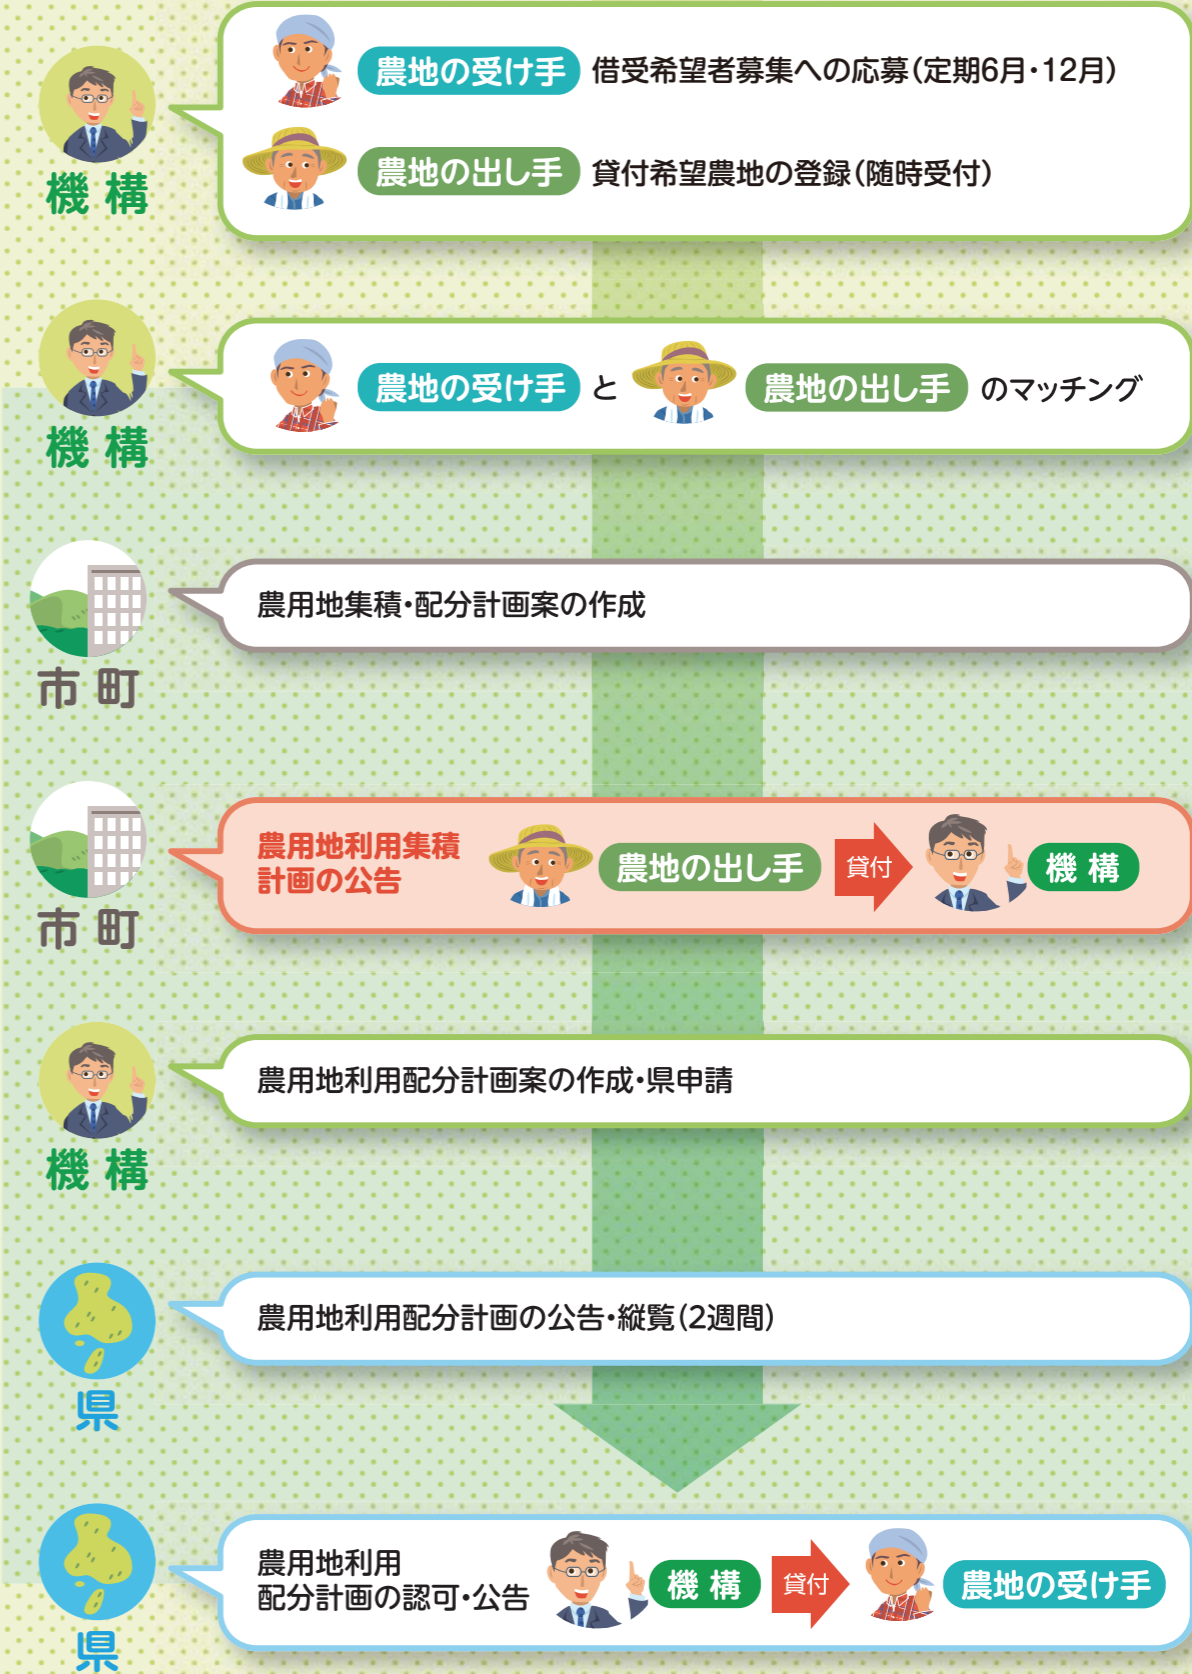 農地の受け手 借受希望者募集への応募（定期6月・12月）
農地の出し手 貸付希望農地の登録（随時受付）
機構
農地の受け手 と 農地の出し手 のマッチング
機構
農用地集積・配分計画案の作成
市町
農用地利用集積
計画の公告
農地の出し手 貸付 機構
市町
農用地利用配分計画案の作成・県申請
機構
農用地利用配分計画の公告・縦覧（2週間）
県
農用地利用
配分計画の認可・公告
機構 貸付 農地の受け手
県